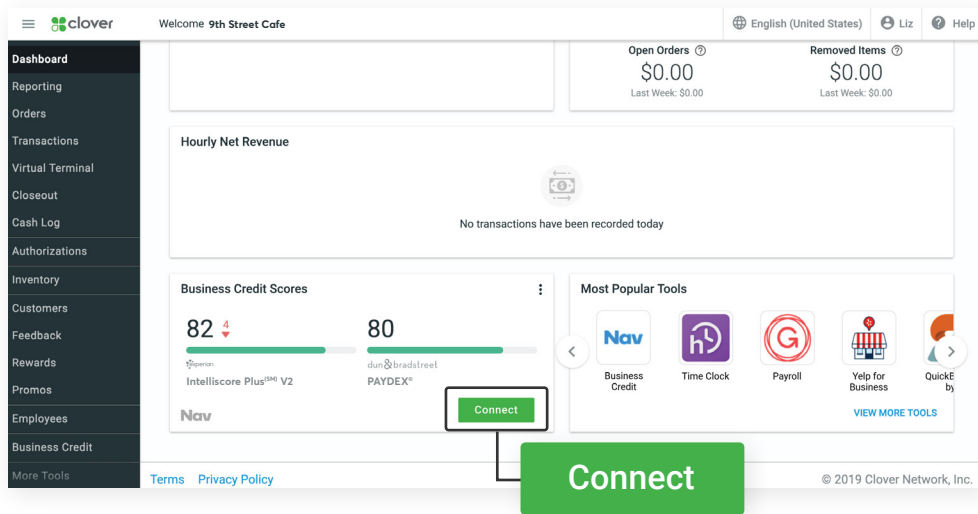 clover
Welcome 9th Street Cafe
English (United States)
Liz
Help
Dashboard
Reporting
Orders
Transactions
Virtual Terminal
Closeout
Cash Log
Authorizations
Inventory
Customers
Feedback
Rewards
Promos
Employees
Business Credit
More Tools
Open Orders
$0.00
Last Week: $0.00
Removed Items
$0.00
Last Week: $0.00
Hourly Net Revenue
No transactions have been recorded today
Business Credit Scores
82 4
experian
Intelliscore Plus(SM) V2
80
dun & bradstreet
PAYDEX®
Nav
Connect
Most Popular Tools
Nav
Business
Credit
Time Clock
G
Payroll
Yelp for
Business
QuickB
by
VIEW MORE TOOLS
Connect
Terms Privacy Policy
© 2019 Clover Network, Inc.